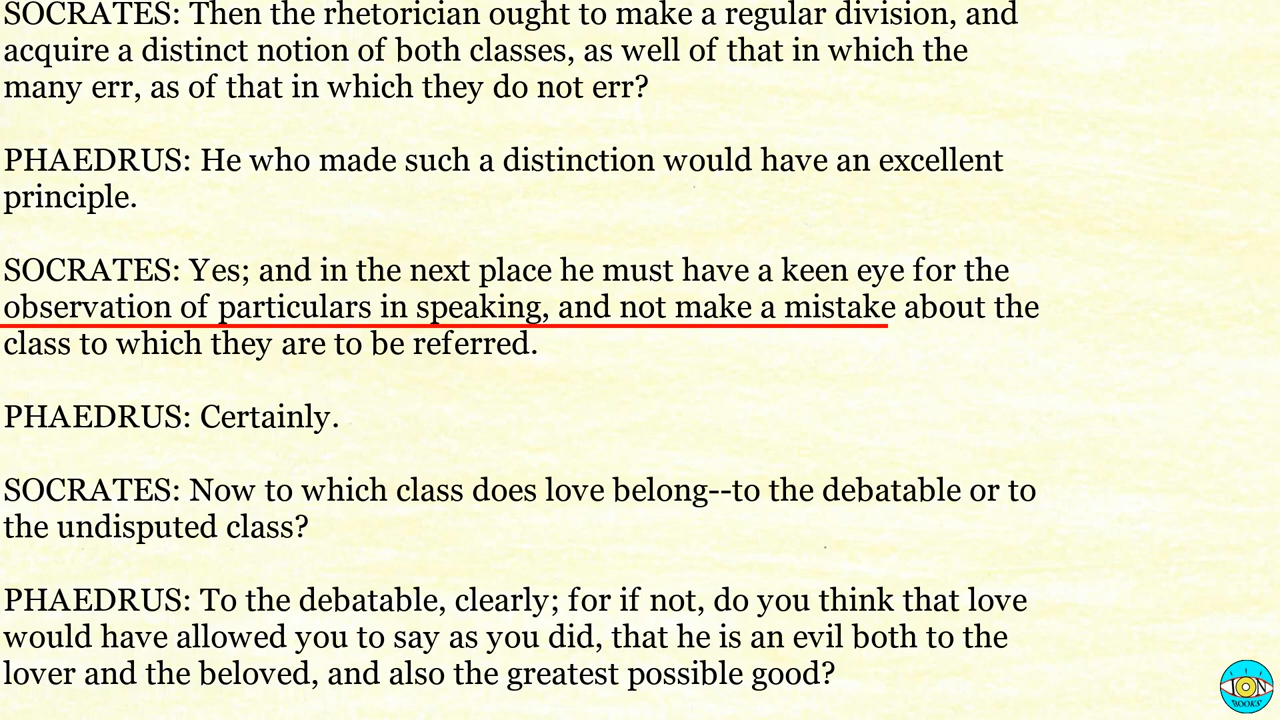 SOCRATES: Then the rhetorician ought to make a regular division, and
acquire a distinct notion of both classes, as well of that in which the
many err, as of that in which they do not err?
PHAEDRUS: He who made such a distinction would have an excellent
principle.
SOCRATES: Yes; and in the next place he must have a keen eye for the
observation of particulars in speaking, and not make a mistake about the
class to which they are to be referred.
PHAEDRUS: Certainly.
SOCRATES: Now to which class does love belong--to the debatable or to
the undisputed class?
PHAEDRUS: To the debatable, clearly; for if not, do you think that love
would have allowed you to say as you did, that he is an evil both to the
lover and the beloved, and also the greatest possible good?
ION
BOOKS